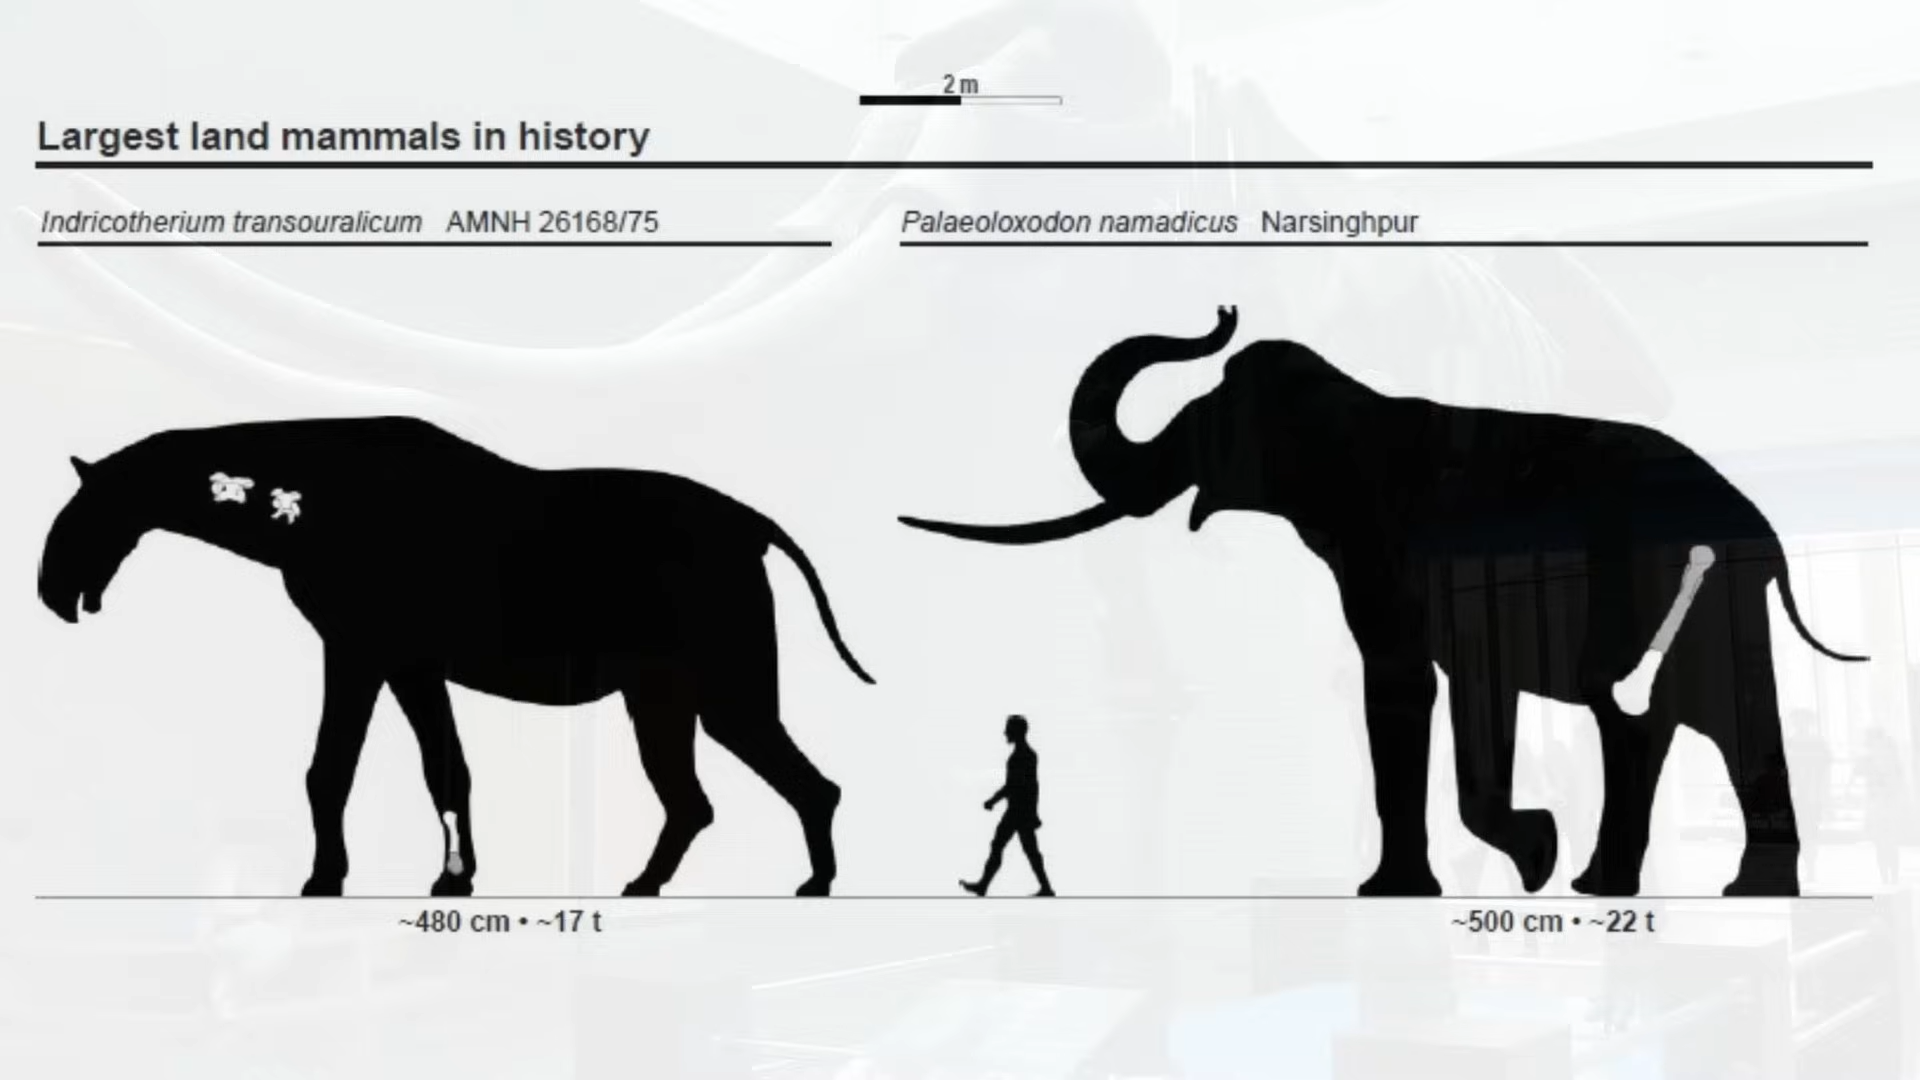 2 m
Largest land mammals in history
Indricotherium transouralicum AMNH 26168/75
Palaeoloxodon namadicus Narsinghpur
~480 cm • ~17 t
~500 cm • ~22 t